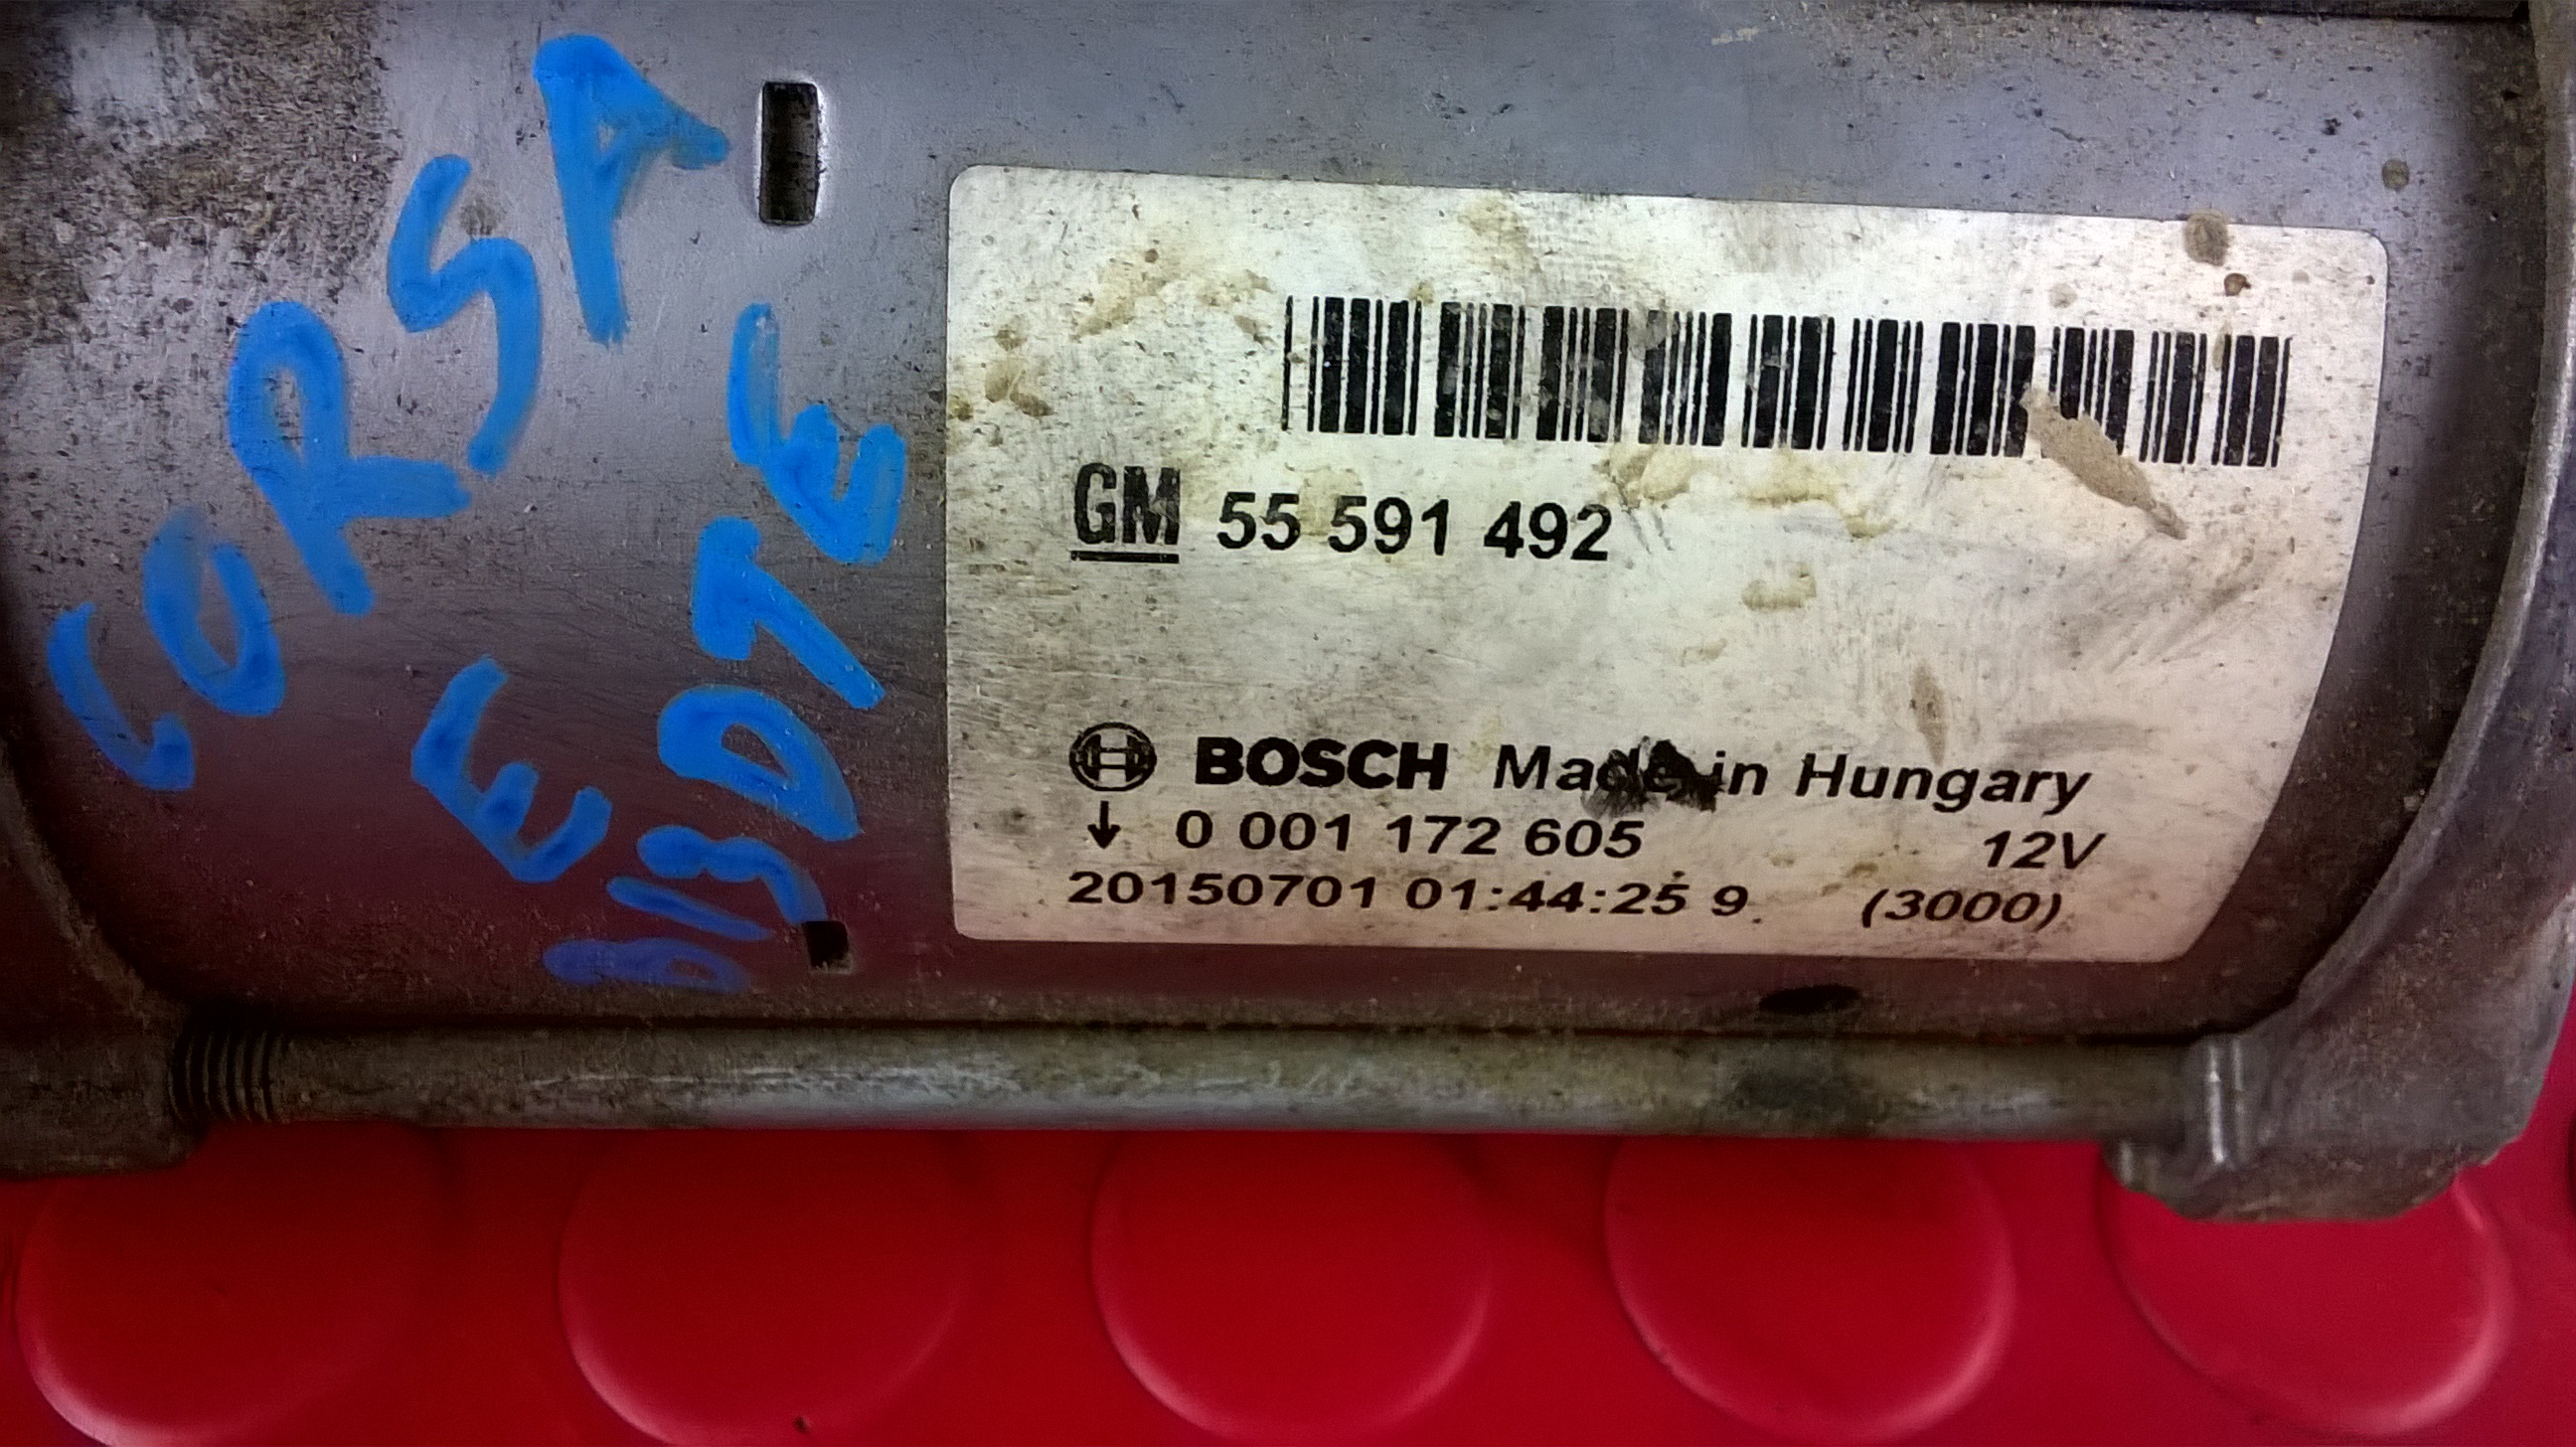 CORSA
E
B13DTE
GM 55 591 492
BOSCH Made in Hungary
↓ 0 001 172 605 12V
20150701 01:44:25 9 (3000)